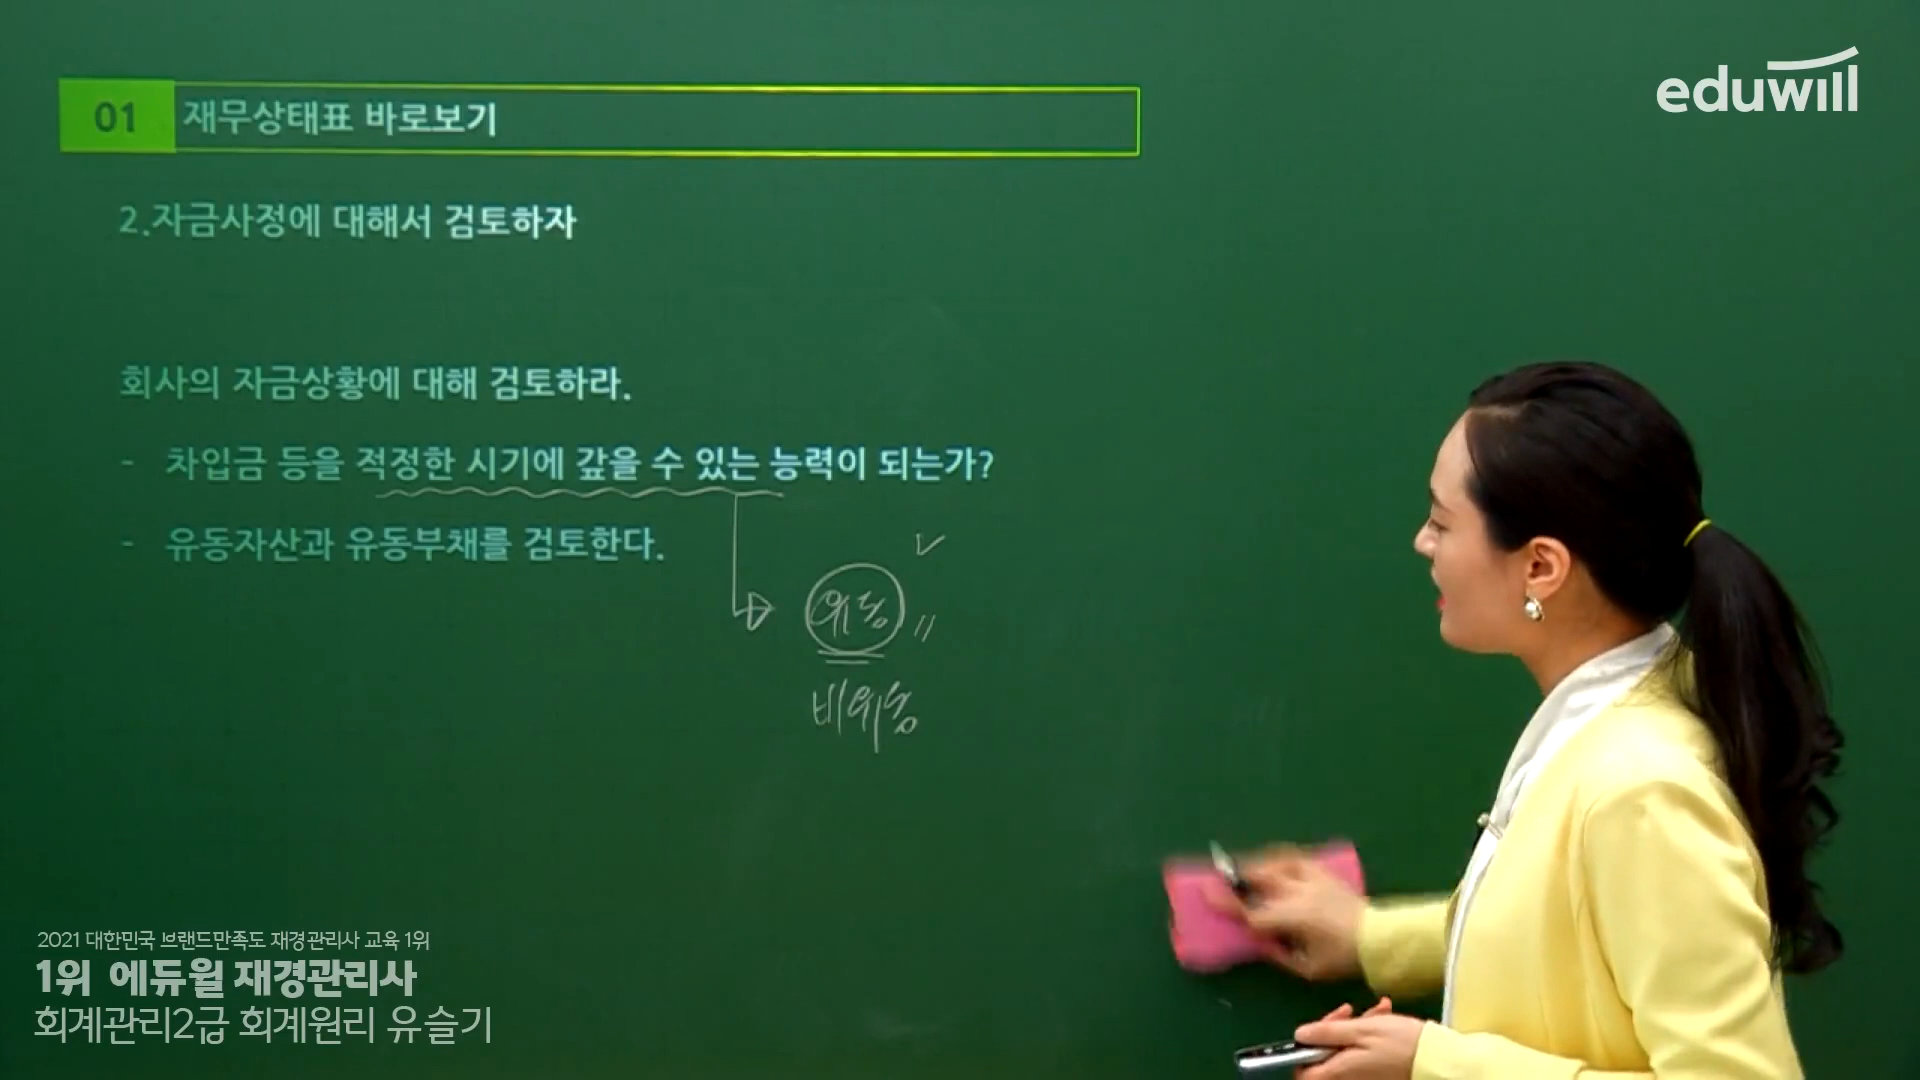 eduwill
01 재무상태표 바로보기
2.자금사정에 대해서 검토하자
회사의 자금상황에 대해 검토하라.
- 차입금 등을 적정한 시기에 갚을 수 있는 능력이 되는가?
- 유동자산과 유동부채를 검토한다.
유동 〃
비유동
2021 대한민국 브랜드만족도 재경관리사 교육 1위
1위 에듀윌 재경관리사
회계관리2급 회계원리 유슬기